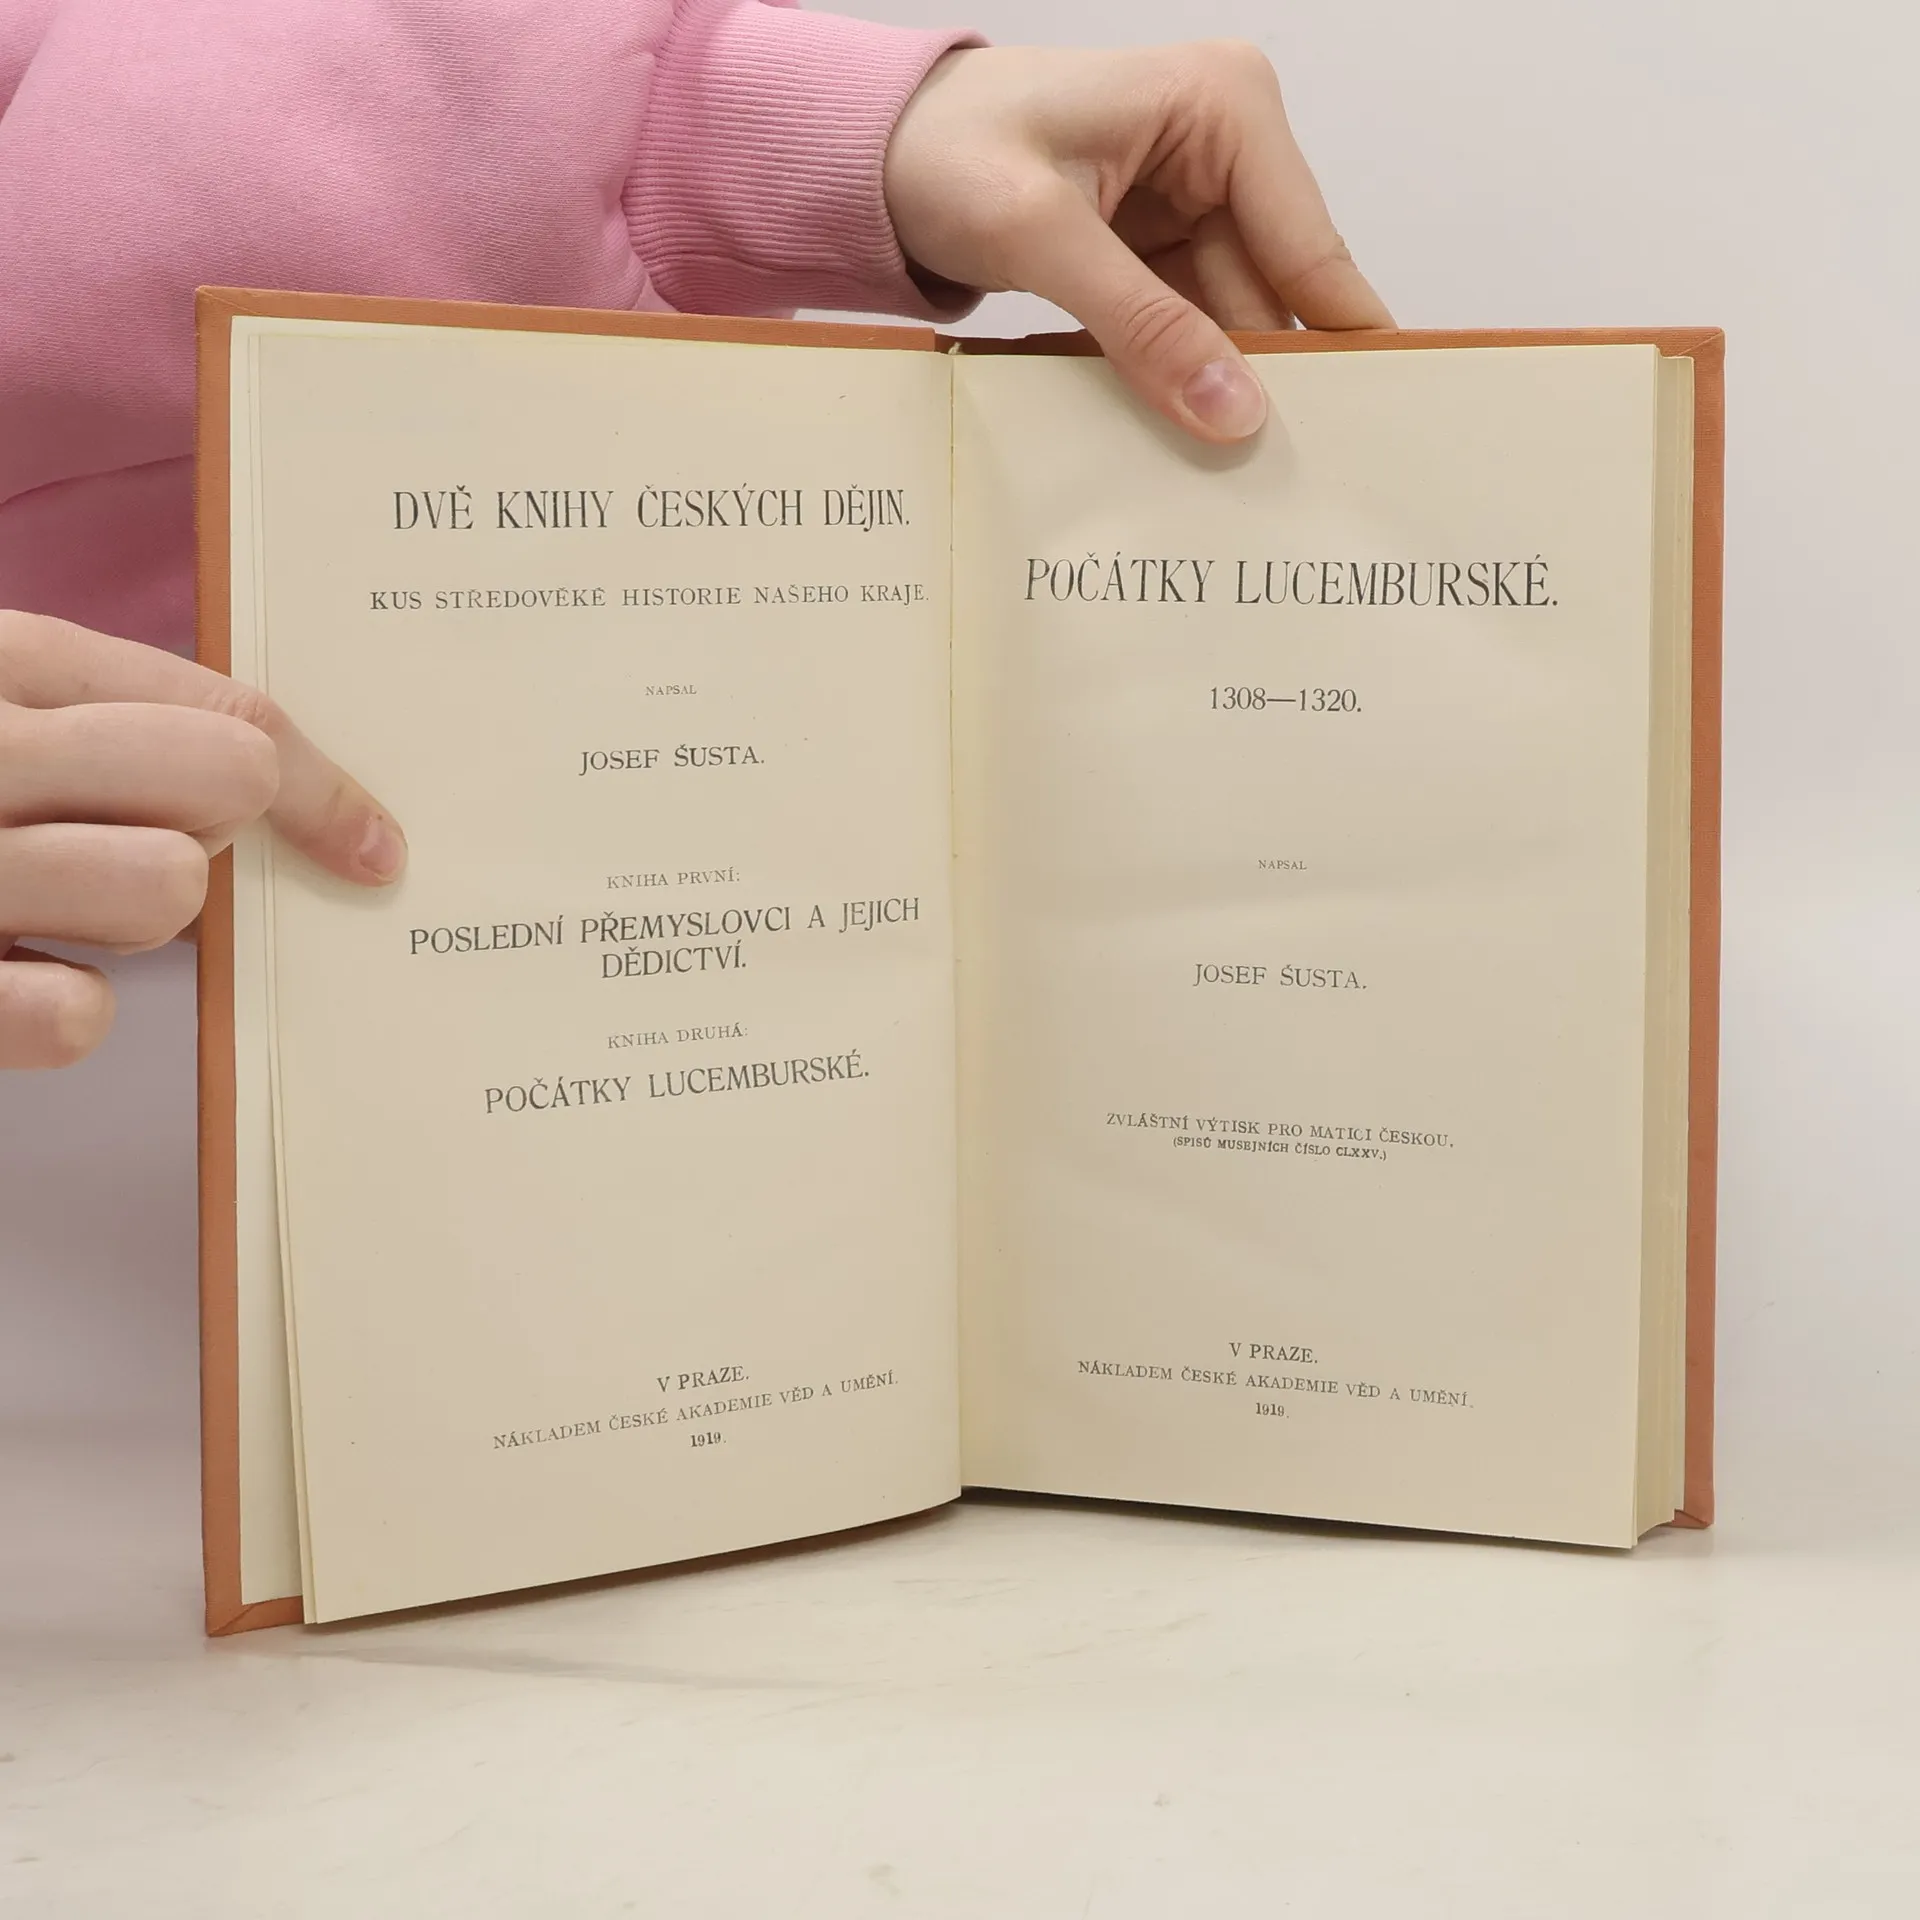 DVĚ KNIHY ČESKÝCH DĚJIN.
KUS STŘEDOVĚKÉ HISTORIE NAŠEHO KRAJE.
NAPSAL
JOSEF ŠUSTA.
KNIHA PRVNÍ:
POSLEDNÍ PŘEMYSLOVCI A JEJICH
DĚDICTVÍ.
KNIHA DRUHÁ:
POČÁTKY LUCEMBURSKÉ.
V PRAZE.
NÁKLADEM ČESKÉ AKADEMIE VĚD A UMĚNÍ.
1919.
POČÁTKY LUCEMBURSKÉ.
1308—1320.
NAPSAL
JOSEF ŠUSTA.
ZVLÁŠTNÍ VÝTISK PRO MATICI ČESKOU.
(SPISŮ MUSEJNÍCH ČÍSLO CLXXV.)
V PRAZE.
NÁKLADEM ČESKÉ AKADEMIE VĚD A UMĚNÍ.
1919.